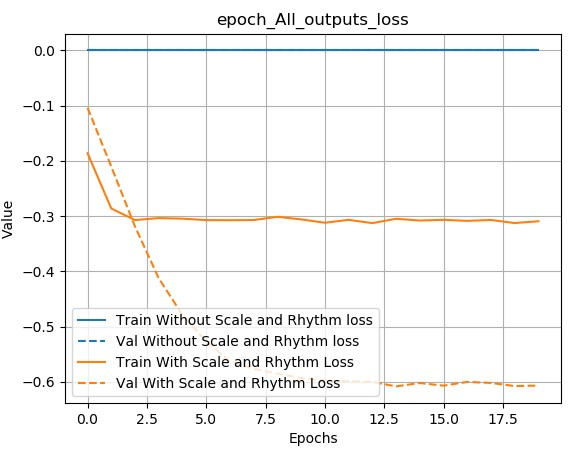 epoch_All_outputs_loss
Value
0.0
−0.1
−0.2
−0.3
−0.4
−0.5
−0.6
Train Without Scale and Rhythm loss
Val Without Scale and Rhythm loss
Train With Scale and Rhythm Loss
Val With Scale and Rhythm Loss
0.0 2.5 5.0 7.5 10.0 12.5 15.0 17.5
Epochs